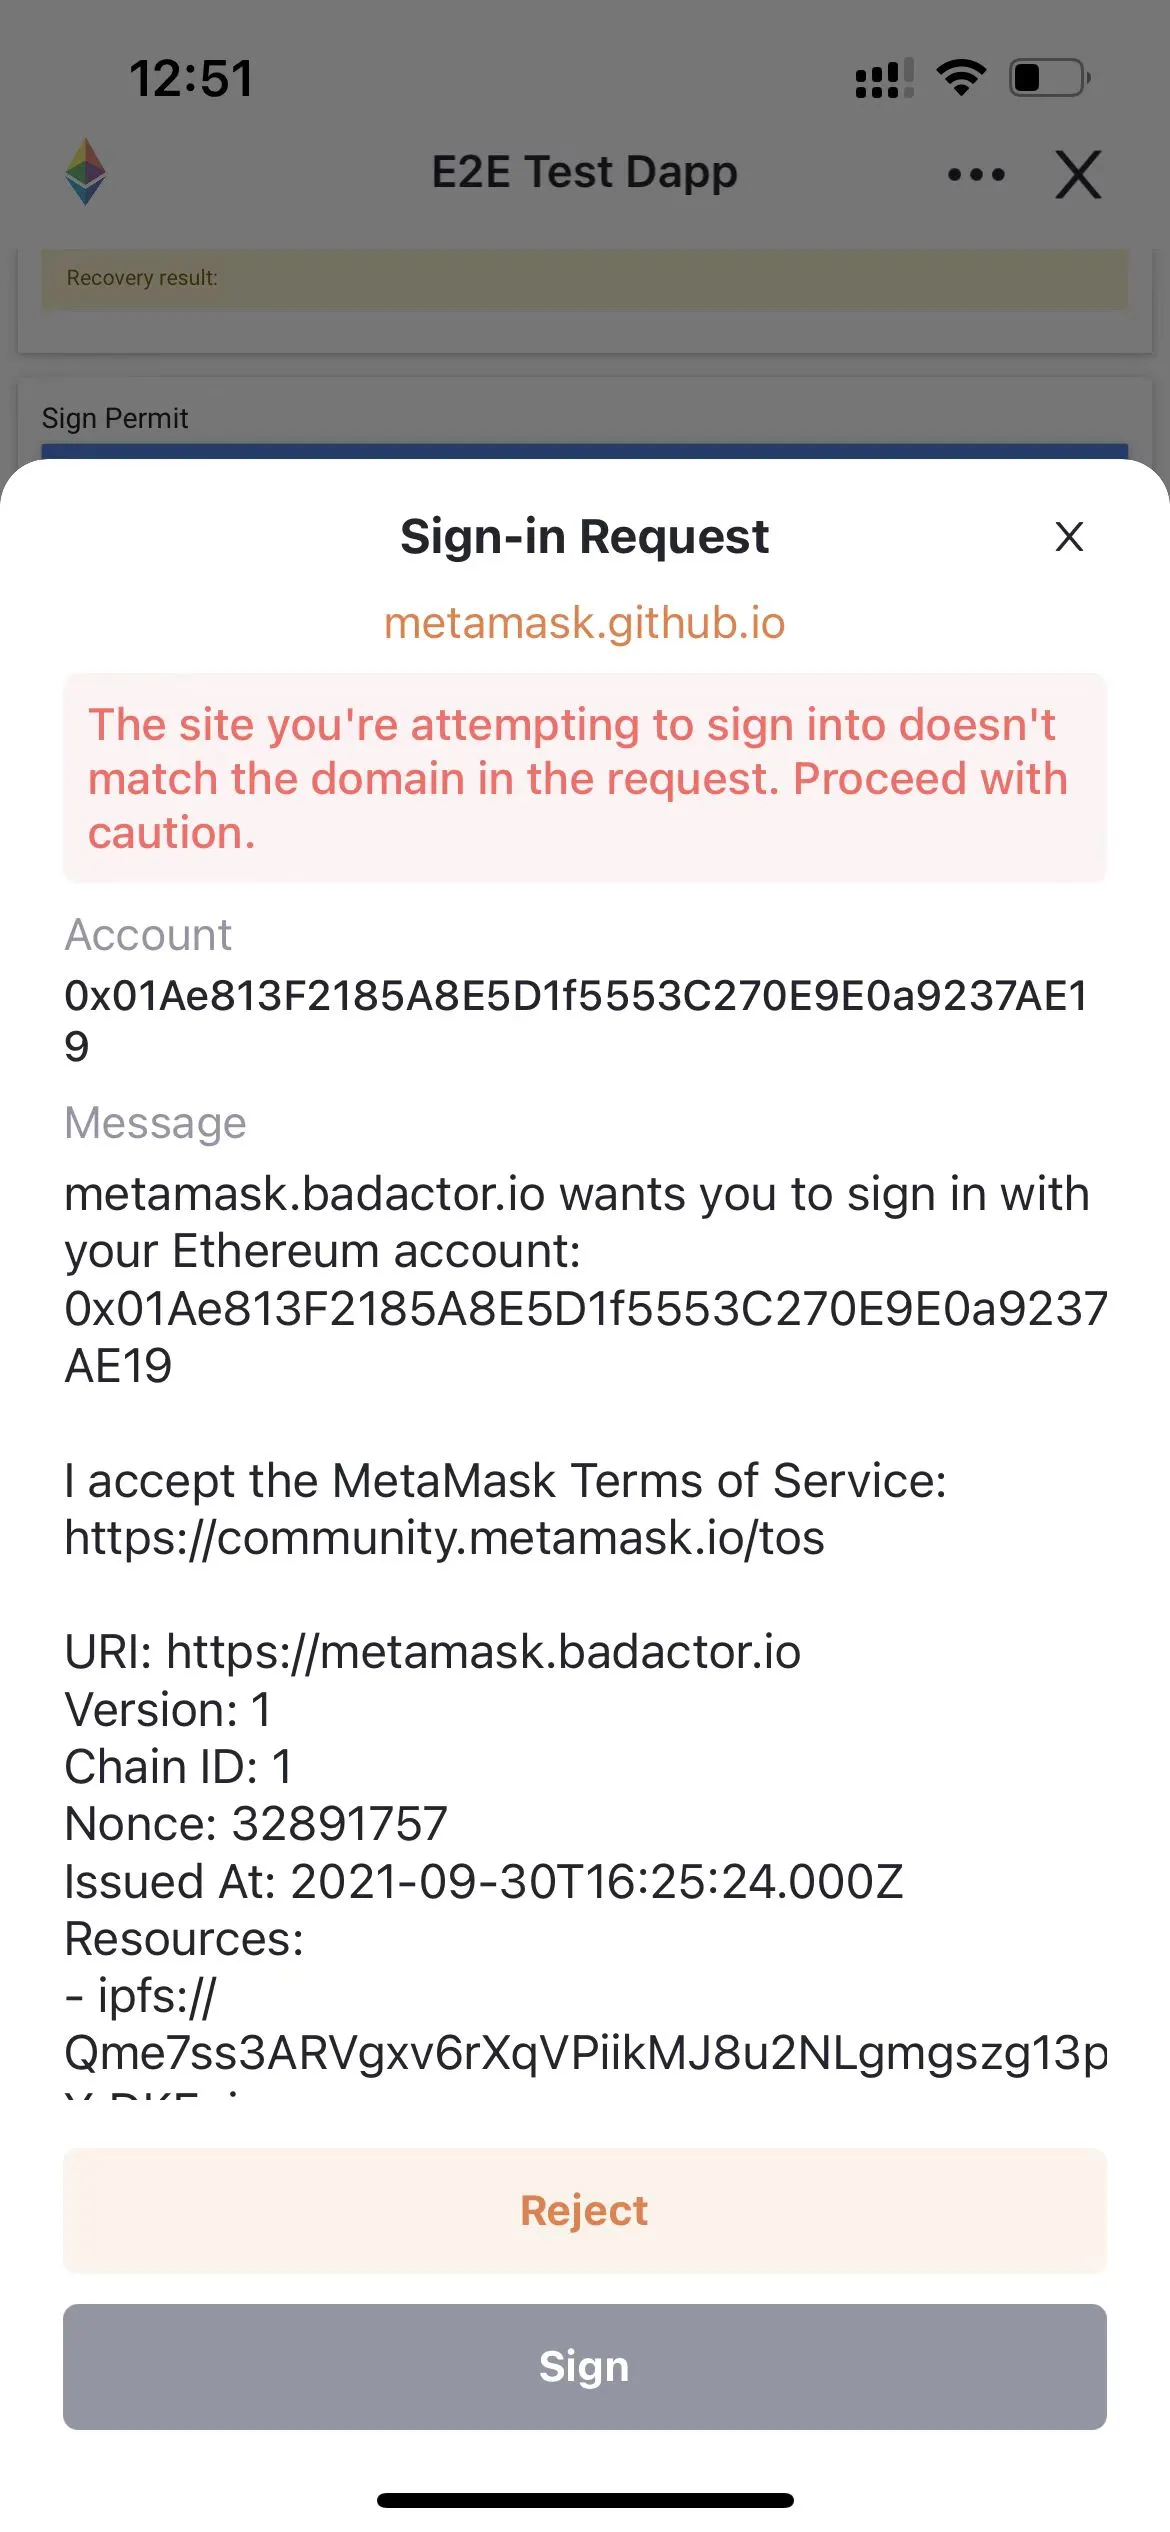 12:51
E2E Test Dapp
Recovery result:
Sign Permit
Sign-in Request
metamask.github.io
The site you're attempting to sign into doesn't
match the domain in the request. Proceed with
caution.
Account
0x01Ae813F2185A8E5D1f5553C270E9E0a9237AE1
9
Message
metamask.badactor.io wants you to sign in with
your Ethereum account:
0x01Ae813F2185A8E5D1f5553C270E9E0a9237
AE19
I accept the MetaMask Terms of Service:
https://community.metamask.io/tos
URI: https://metamask.badactor.io
Version: 1
Chain ID: 1
Nonce: 32891757
Issued At: 2021-09-30T16:25:24.000Z
Resources:
- ipfs://
Qme7ss3ARVgxv6rXqVPiikMJ8u2NLgmgszg13p
Reject
Sign